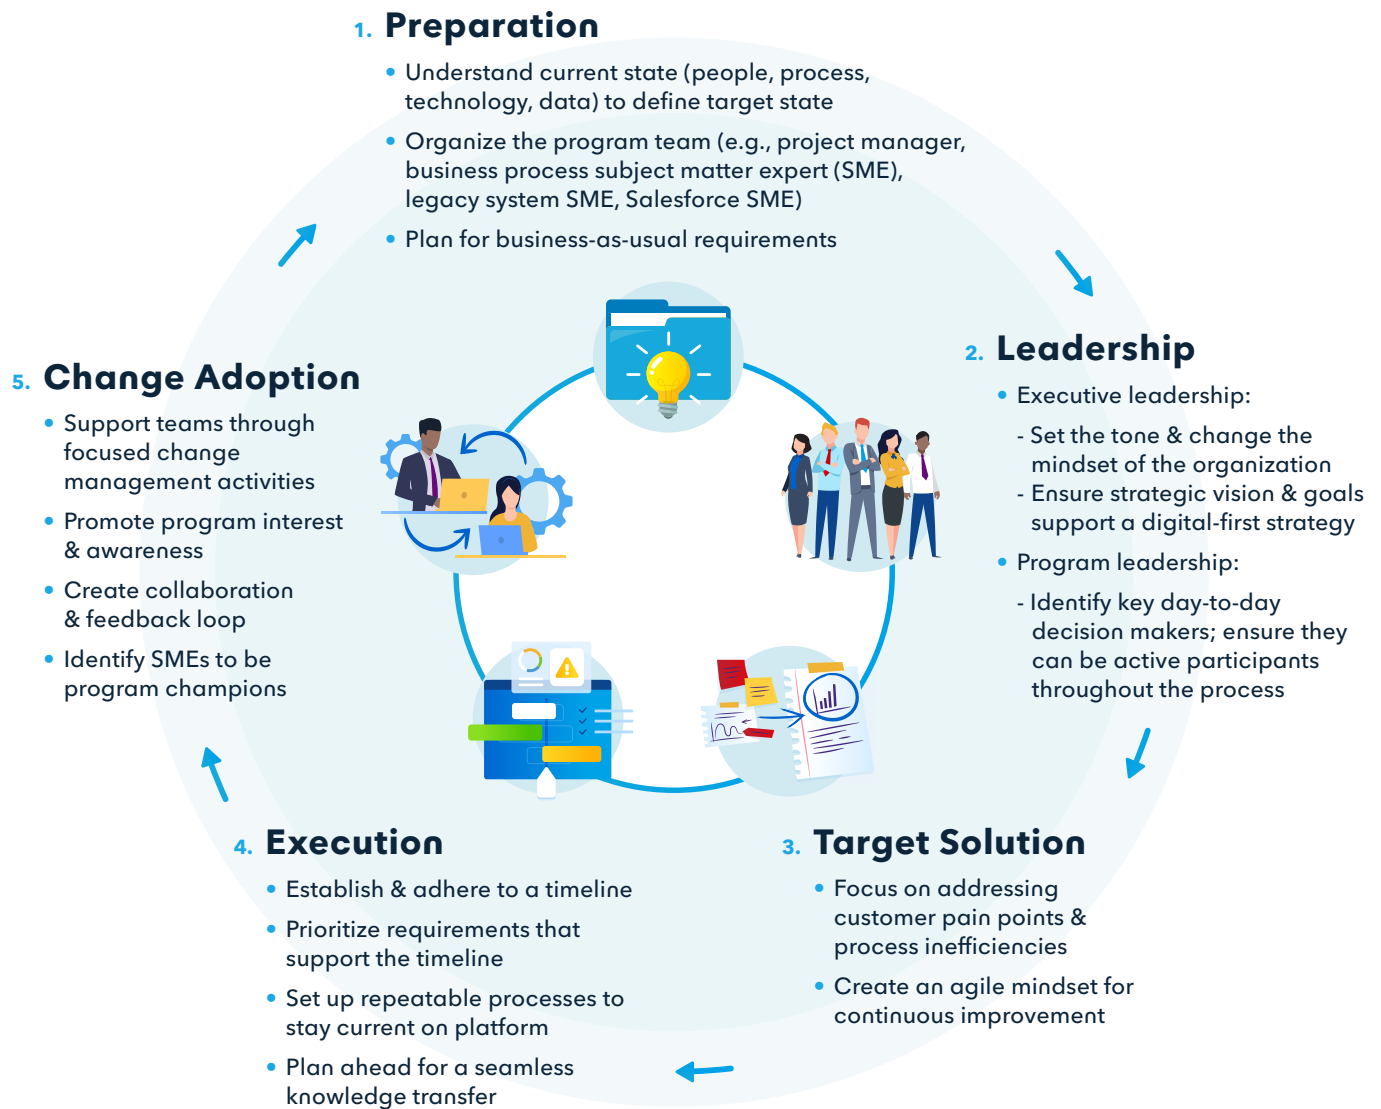 1. Preparation
• Understand current state (people, process,
technology, data) to define target state
• Organize the program team (e.g., project manager,
business process subject matter expert (SME),
legacy system SME, Salesforce SME)
• Plan for business-as-usual requirements
2. Leadership
• Executive leadership:
- Set the tone & change the
mindset of the organization
- Ensure strategic vision & goals
support a digital-first strategy
• Program leadership:
- Identify key day-to-day
decision makers; ensure they
can be active participants
throughout the process
3. Target Solution
• Focus on addressing
customer pain points &
process inefficiencies
• Create an agile mindset for
continuous improvement
4. Execution
• Establish & adhere to a timeline
• Prioritize requirements that
support the timeline
• Set up repeatable processes to
stay current on platform
• Plan ahead for a seamless
knowledge transfer
5. Change Adoption
• Support teams through
focused change
management activities
• Promote program interest
& awareness
• Create collaboration
& feedback loop
• Identify SMEs to be
program champions